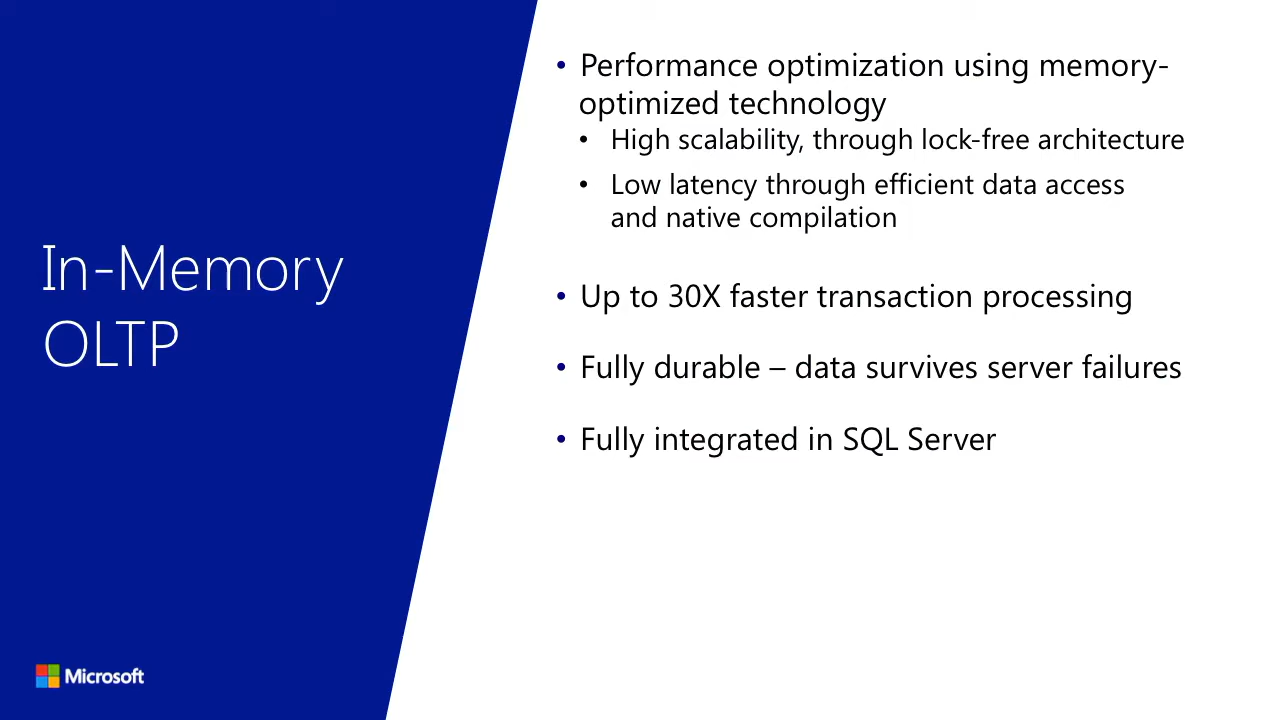 In-Memory
OLTP
• Performance optimization using memory-
optimized technology
• High scalability, through lock-free architecture
• Low latency through efficient data access
and native compilation
• Up to 30X faster transaction processing
• Fully durable – data survives server failures
• Fully integrated in SQL Server
Microsoft